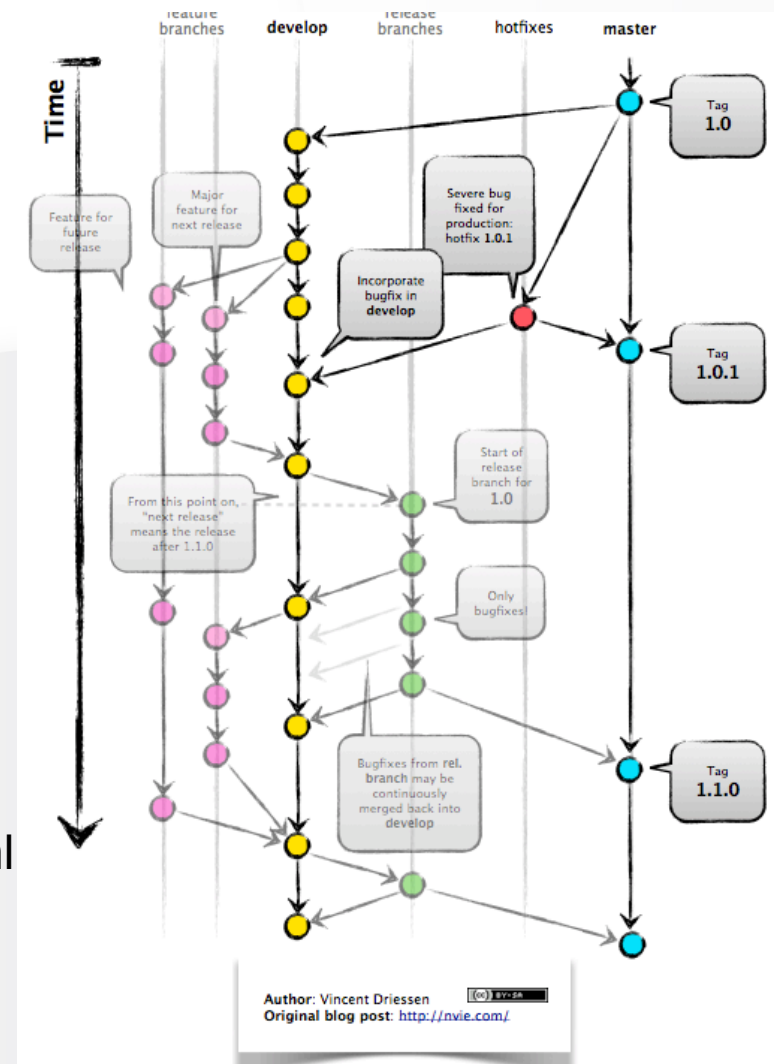 feature
branches
develop
release
branches
hotfixes
master
Time
Tag
1.0
Major
feature for
next release
Severe bug
fixed for
production:
hotfix 1.0.1
Feature for
future
release
Incorporate
bugfix in
develop
Tag
1.0.1
Start of
release
branch for
1.0
From this point on,
"next release"
means the release
after 1.1.0
Only
bugfixes!
Bugfixes from rel.
branch may be
continuously
merged back into
develop
Tag
1.1.0
Author: Vincent Driessen
(cc) BY-SA
Original blog post: http://nvie.com/